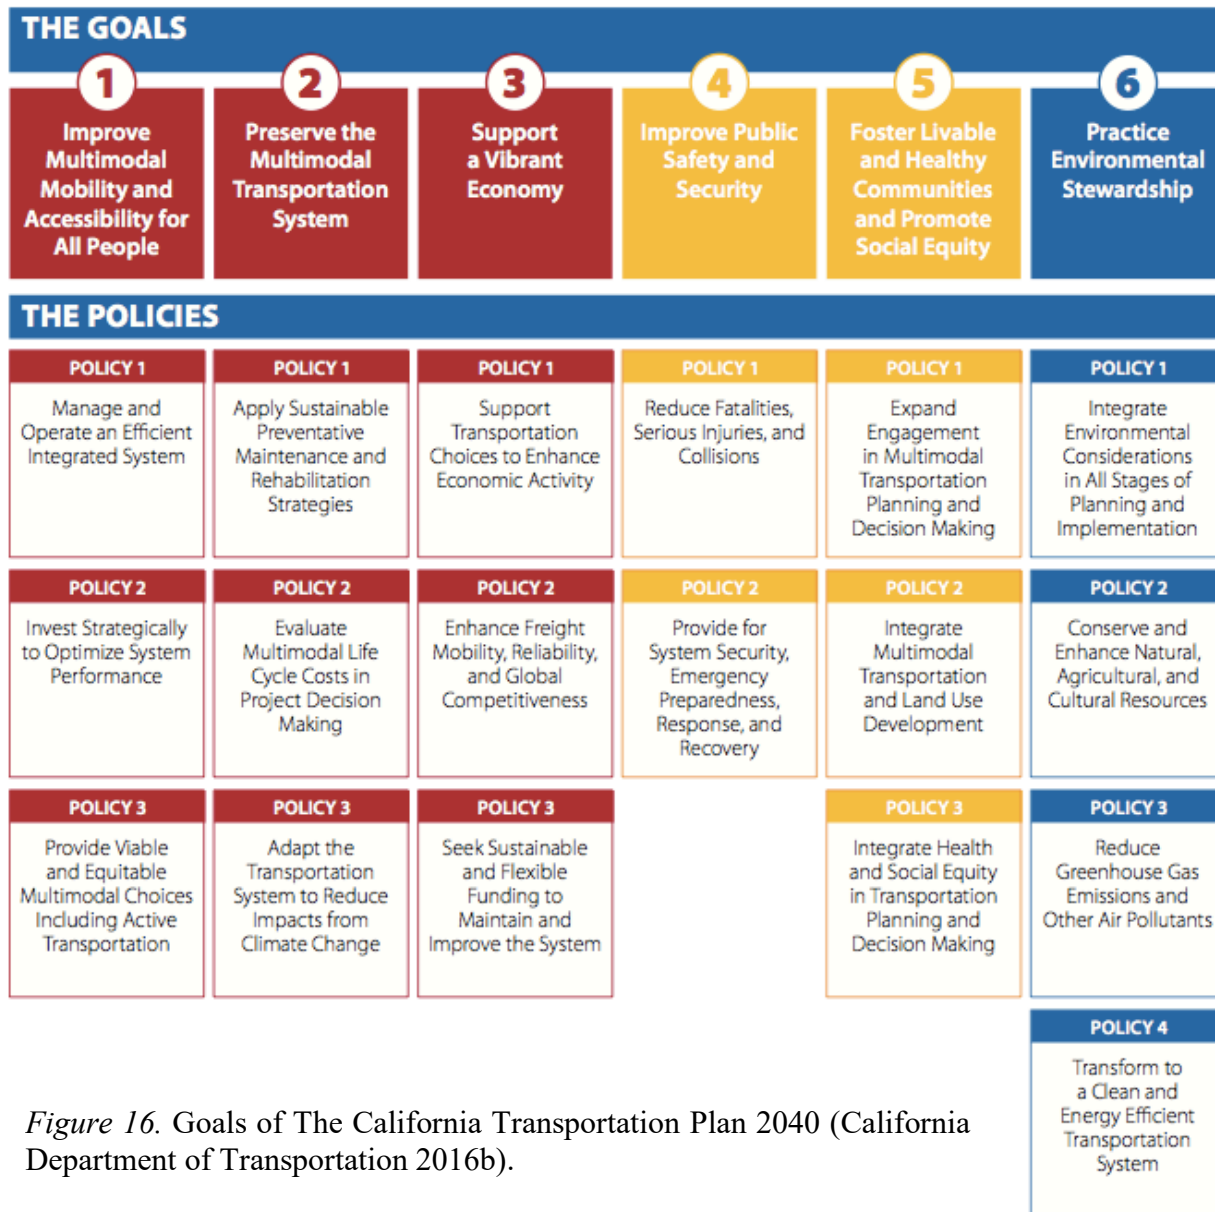 THE GOALS
1
Improve
Multimodal
Mobility and
Accessibility for
All People
2
Preserve the
Multimodal
Transportation
System
3
Support
a Vibrant
Economy
4
Improve Public
Safety and
Security
5
Foster Livable
and Healthy
Communities
and Promote
Social Equity
6
Practice
Environmental
Stewardship
THE POLICIES
POLICY 1
Manage and
Operate an Efficient
Integrated System
POLICY 1
Apply Sustainable
Preventative
Maintenance and
Rehabilitation
Strategies
POLICY 1
Support
Transportation
Choices to Enhance
Economic Activity
POLICY 1
Reduce Fatalities,
Serious Injuries, and
Collisions
POLICY 1
Expand
Engagement
in Multimodal
Transportation
Planning and
Decision Making
POLICY 1
Integrate
Environmental
Considerations
in All Stages of
Planning and
Implementation
POLICY 2
Invest Strategically
to Optimize System
Performance
POLICY 2
Evaluate
Multimodal Life
Cycle Costs in
Project Decision
Making
POLICY 2
Enhance Freight
Mobility, Reliability,
and Global
Competitiveness
POLICY 2
Provide for
System Security,
Emergency
Preparedness,
Response, and
Recovery
POLICY 2
Integrate
Multimodal
Transportation
and Land Use
Development
POLICY 2
Conserve and
Enhance Natural,
Agricultural, and
Cultural Resources
POLICY 3
Provide Viable
and Equitable
Multimodal Choices
Including Active
Transportation
POLICY 3
Adapt the
Transportation
System to Reduce
Impacts from
Climate Change
POLICY 3
Seek Sustainable
and Flexible
Funding to
Maintain and
Improve the System
POLICY 3
Integrate Health
and Social Equity
in Transportation
Planning and
Decision Making
POLICY 3
Reduce
Greenhouse Gas
Emissions and
Other Air Pollutants
POLICY 4
Transform to
a Clean and
Energy Efficient
Transportation
System
Figure 16. Goals of The California Transportation Plan 2040 (California
Department of Transportation 2016b).